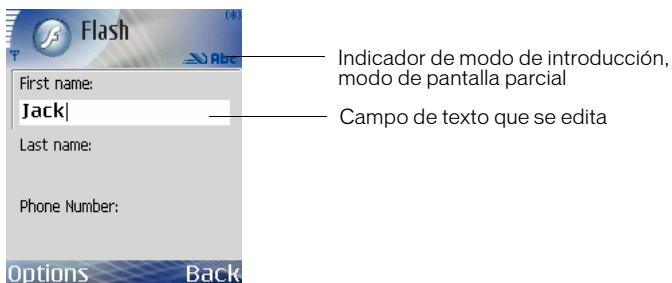 Flash
Abc
Indicador de modo de introducción,
modo de pantalla parcial
First name:
Jack
Campo de texto que se edita
Last name:
Phone Number:
Options Back